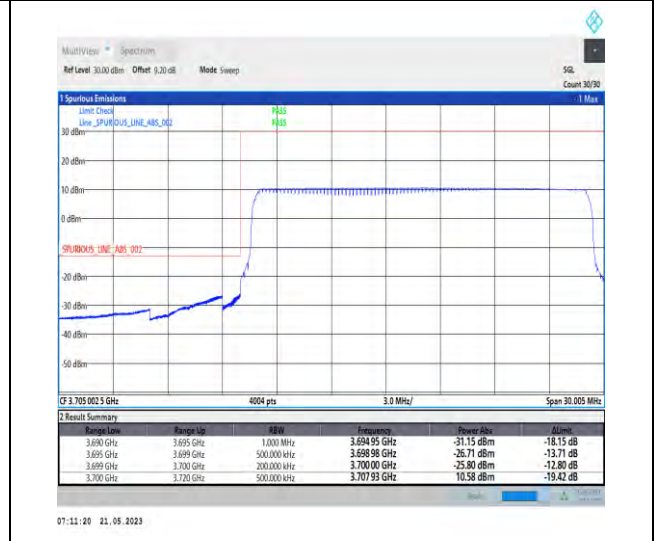 MultiView Spectrum
Ref Level 30.00 dBm Offset 9.20 dB Mode Sweep SGL
Count 30/30
1 Spurious Emissions 1 Max
Limit Check PASS
Line _SPURIOUS_LINE_ABS_002 PASS
30 dBm
20 dBm
10 dBm
0 dBm
SPURIOUS_LINE_ABS_002
-20 dBm
-30 dBm
-40 dBm
-50 dBm
CF 3.705 002 5 GHz 4004 pts 3.0 MHz/ Span 30.005 MHz
2 Result Summary
Range Low Range Up RBW Frequency Power Abs ΔLimit
3.690 GHz 3.695 GHz 1.000 MHz 3.694 95 GHz -31.15 dBm -18.15 dB
3.695 GHz 3.699 GHz 500.000 kHz 3.698 98 GHz -26.71 dBm -13.71 dB
3.699 GHz 3.700 GHz 200.000 kHz 3.700 00 GHz -25.80 dBm -12.80 dB
3.700 GHz 3.720 GHz 500.000 kHz 3.707 93 GHz 10.58 dBm -19.42 dB
07:11:20 21.05.2023